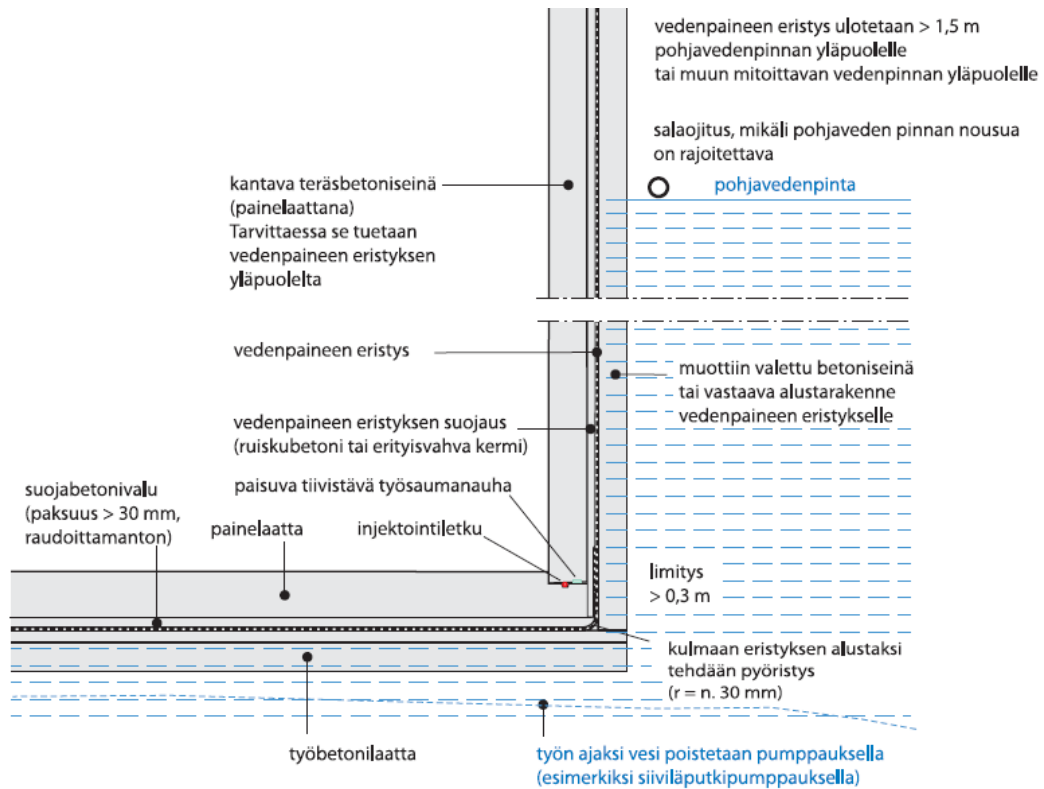 vedenpaineen eristys ulotetaan > 1,5 m
pohjavedenpinnan yläpuolelle
tai muun mitoittavan vedenpinnan yläpuolelle
salaojitus, mikäli pohjaveden pinnan nousua
on rajoitettava
pohjavedenpinta
kantava teräsbetoniseinä
(painelaattana)
Tarvittaessa se tuetaan
vedenpaineen eristyksen
yläpuolelta
vedenpaineen eristys
muottiin valettu betoniseinä
tai vastaava alustarakenne
vedenpaineen eristykselle
vedenpaineen eristyksen suojaus
(ruiskubetoni tai erityisvahva kermi)
paisuva tiivistävä työsaumanauha
suojabetonivalu
(paksuus > 30 mm,
raudoittamanton)
painelaatta
injektointiletku
limitys
> 0,3 m
kulmaan eristyksen alustaksi
tehdään pyöristys
(r = n. 30 mm)
työbetonilaatta
työn ajaksi vesi poistetaan pumppauksella
(esimerkiksi siiviläputkipumppauksella)